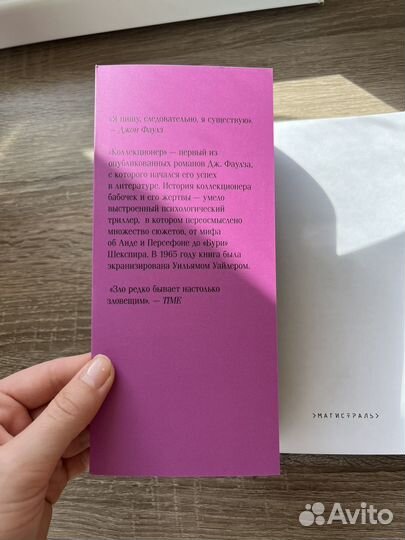 «Я пишу, следовательно, я существую».
— Джон Фаулз
«Коллекционер» — первый из
опубликованных романов Дж. Фаулза,
с которого начался его успех
в литературе. История коллекционера
бабочек и его жертвы — умело
выстроенный психологический
триллер, в котором переосмыслено
множество сюжетов, от мифа
об Аиде и Персефоне до «Бури»
Шекспира. В 1965 году книга была
экранизирована Уильямом Уайлером.
«Зло редко бывает настолько
зловещим». — TIME
>МАГИСТРАЛЬ>
Avito